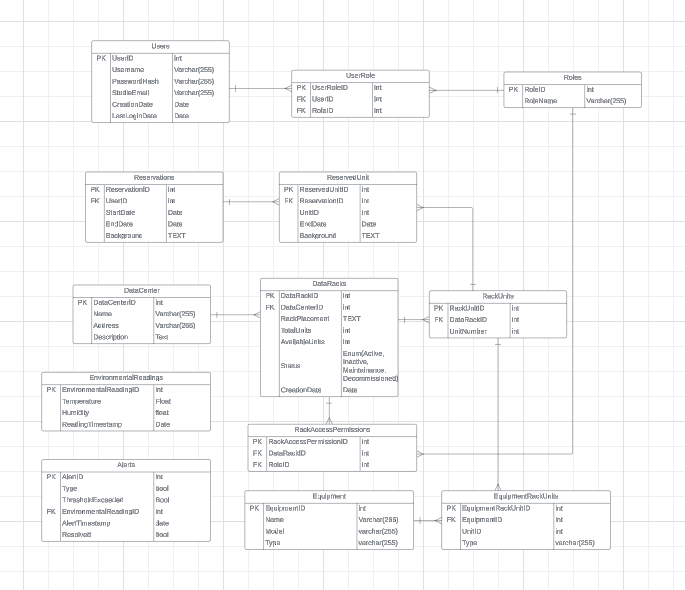 Users
PK UserID Int
Username Varchar(255)
PasswordHash Varchar(255)
StudieEmail Varchar(255)
CreationDate Date
LastLoginDate Date
UserRole
PK UserRoleID Int
FK UserID Int
FK RoleID Int
Roles
PK RoleID Int
RoleName Varchar(255)
Reservations
PK ReservationID int
FK UserID Int
StartDate Date
EndDate Date
Background TEXT
ReservedUnit
PK ReservedUnitID int
FK ReservationID int
UnitID int
EndDate Date
Background TEXT
DataCenter
PK DataCenterID int
Name Varchar(255)
Address Varchar(255)
Description Text
DataRacks
PK DataRackID int
FK DataCenterID int
RackPlacement TEXT
TotalUnits int
AvailableUnits int
Status Enum(Active,
Inactive,
Maintainance,
Decommissioned)
CreationDate Date
RackUnits
PK RackUnitID int
FK DataRackID int
UnitNumber int
EnvironmentalReadings
PK EnvironmentalReadingID int
Temperature Float
Humidity float
ReadingTimestamp Date
RackAccessPermissions
PK RackAccessPermissionID int
FK DataRackID int
FK RoleID int
Alerts
PK AlertID int
Type Bool
ThresholdExceeded Bool
FK EnvironmentalReadingID Int
AlertTimestamp date
Resolved bool
Equipment
PK EquipmentID int
Name Varchar(255)
Model varchar(255)
Type varchar(255)
EquipmentRackUnits
PK EquipmentRackUnitID int
FK EquipmentID int
UnitID int
Type varchar(255)